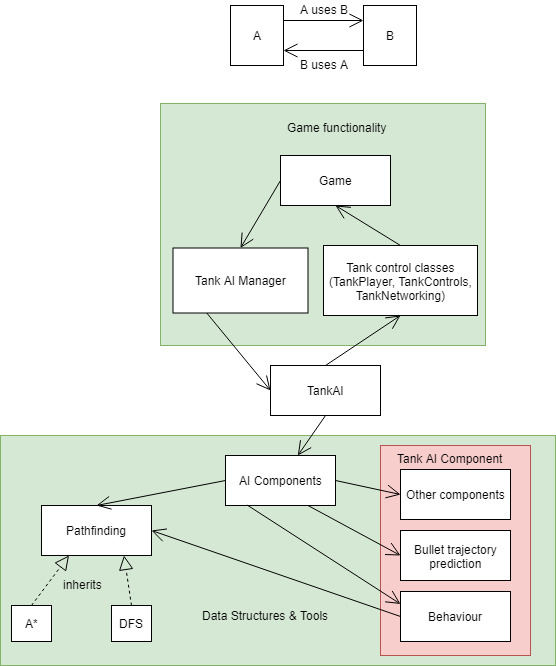 A uses B
A
B
B uses A
Game functionality
Game
Tank AI Manager
Tank control classes
(TankPlayer, TankControls,
TankNetworking)
TankAI
Tank AI Component
AI Components
Other components
Pathfinding
Bullet trajectory
prediction
inherits
A*
DFS
Data Structures & Tools
Behaviour